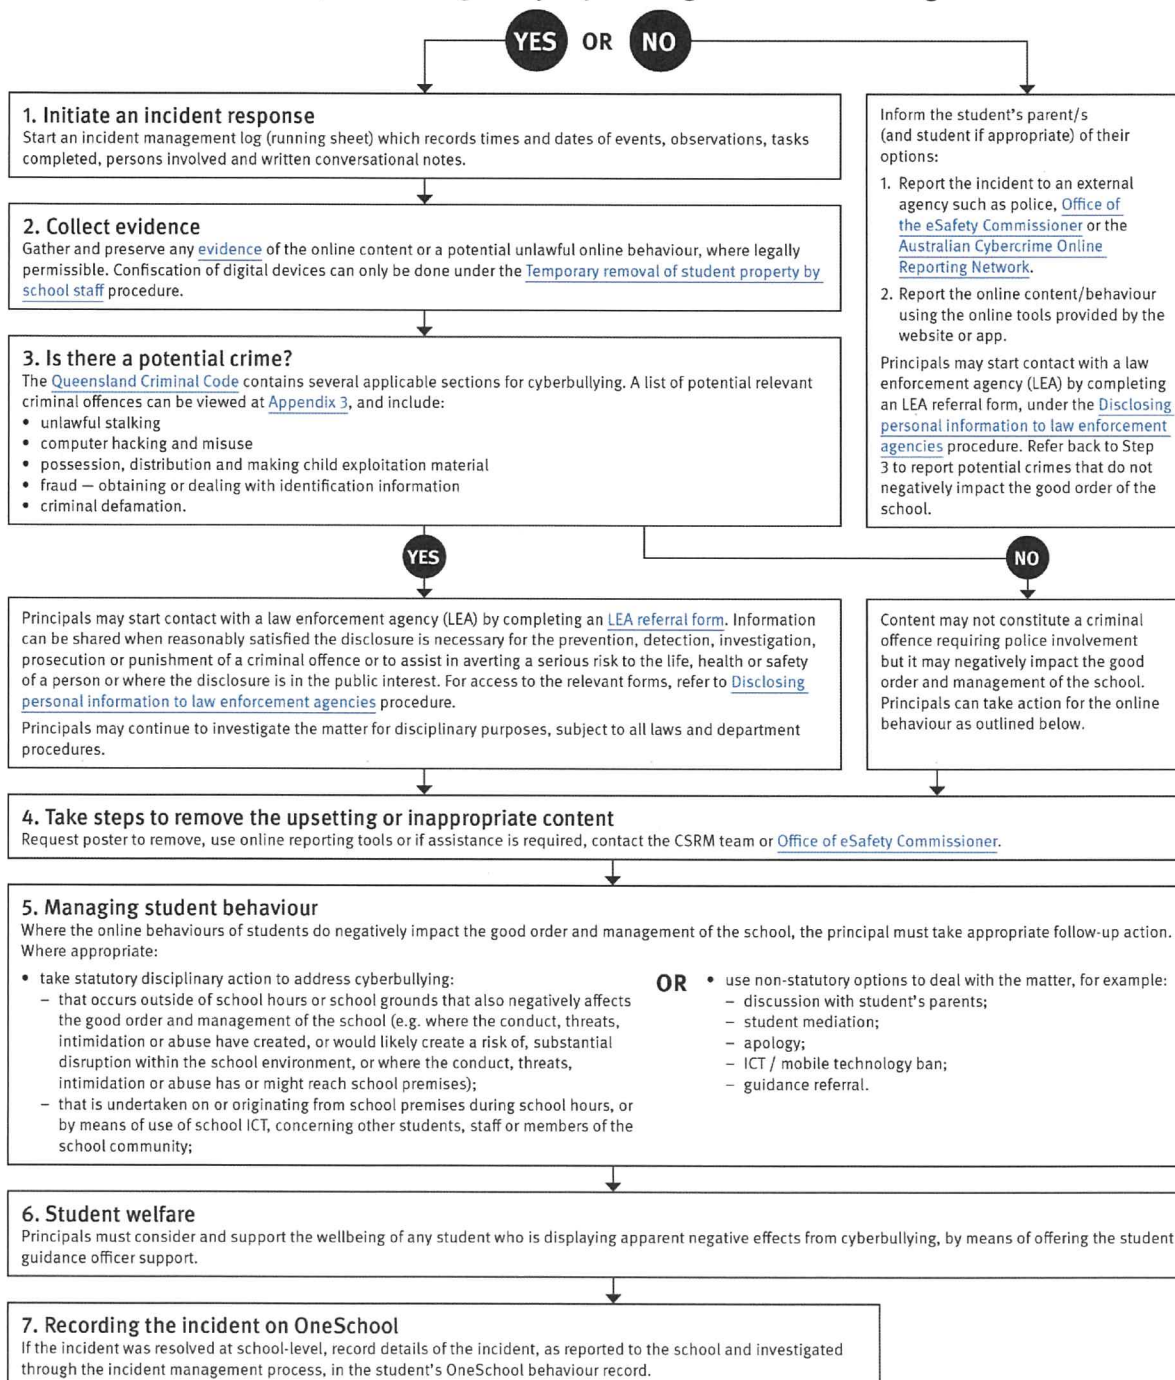 YES OR NO
1. Initiate an incident response
Start an incident management log (running sheet) which records times and dates of events, observations, tasks
completed, persons involved and written conversational notes.
Inform the student's parent/s
(and student if appropriate) of their
options:
1. Report the incident to an external
agency such as police, Office of
the eSafety Commissioner or the
Australian Cybercrime Online
Reporting Network.
2. Report the online content/behaviour
using the online tools provided by the
website or app.
Principals may start contact with a law
enforcement agency (LEA) by completing
an LEA referral form, under the Disclosing
personal information to law enforcement
agencies procedure. Refer back to Step
3 to report potential crimes that do not
negatively impact the good order of the
school.
2. Collect evidence
Gather and preserve any evidence of the online content or a potential unlawful online behaviour, where legally
permissible. Confiscation of digital devices can only be done under the Temporary removal of student property by
school staff procedure.
3. Is there a potential crime?
The Queensland Criminal Code contains several applicable sections for cyberbullying. A list of potential relevant
criminal offences can be viewed at Appendix 3, and include:
• unlawful stalking
• computer hacking and misuse
• possession, distribution and making child exploitation material
• fraud — obtaining or dealing with identification information
• criminal defamation.
YES
NO
Principals may start contact with a law enforcement agency (LEA) by completing an LEA referral form. Information
can be shared when reasonably satisfied the disclosure is necessary for the prevention, detection, investigation,
prosecution or punishment of a criminal offence or to assist in averting a serious risk to the life, health or safety
of a person or where the disclosure is in the public interest. For access to the relevant forms, refer to Disclosing
personal information to law enforcement agencies procedure.
Principals may continue to investigate the matter for disciplinary purposes, subject to all laws and department
procedures.
Content may not constitute a criminal
offence requiring police involvement
but it may negatively impact the good
order and management of the school.
Principals can take action for the online
behaviour as outlined below.
4. Take steps to remove the upsetting or inappropriate content
Request poster to remove, use online reporting tools or if assistance is required, contact the CSRM team or Office of eSafety Commissioner.
5. Managing student behaviour
Where the online behaviours of students do negatively impact the good order and management of the school, the principal must take appropriate follow-up action.
Where appropriate:
• take statutory disciplinary action to address cyberbullying:
– that occurs outside of school hours or school grounds that also negatively affects
the good order and management of the school (e.g. where the conduct, threats,
intimidation or abuse have created, or would likely create a risk of, substantial
disruption within the school environment, or where the conduct, threats,
intimidation or abuse has or might reach school premises);
– that is undertaken on or originating from school premises during school hours, or
by means of use of school ICT, concerning other students, staff or members of the
school community;
OR
• use non-statutory options to deal with the matter, for example:
– discussion with student's parents;
– student mediation;
– apology;
– ICT / mobile technology ban;
– guidance referral.
6. Student welfare
Principals must consider and support the wellbeing of any student who is displaying apparent negative effects from cyberbullying, by means of offering the student
guidance officer support.
7. Recording the incident on OneSchool
If the incident was resolved at school-level, record details of the incident, as reported to the school and investigated
through the incident management process, in the student's OneSchool behaviour record.